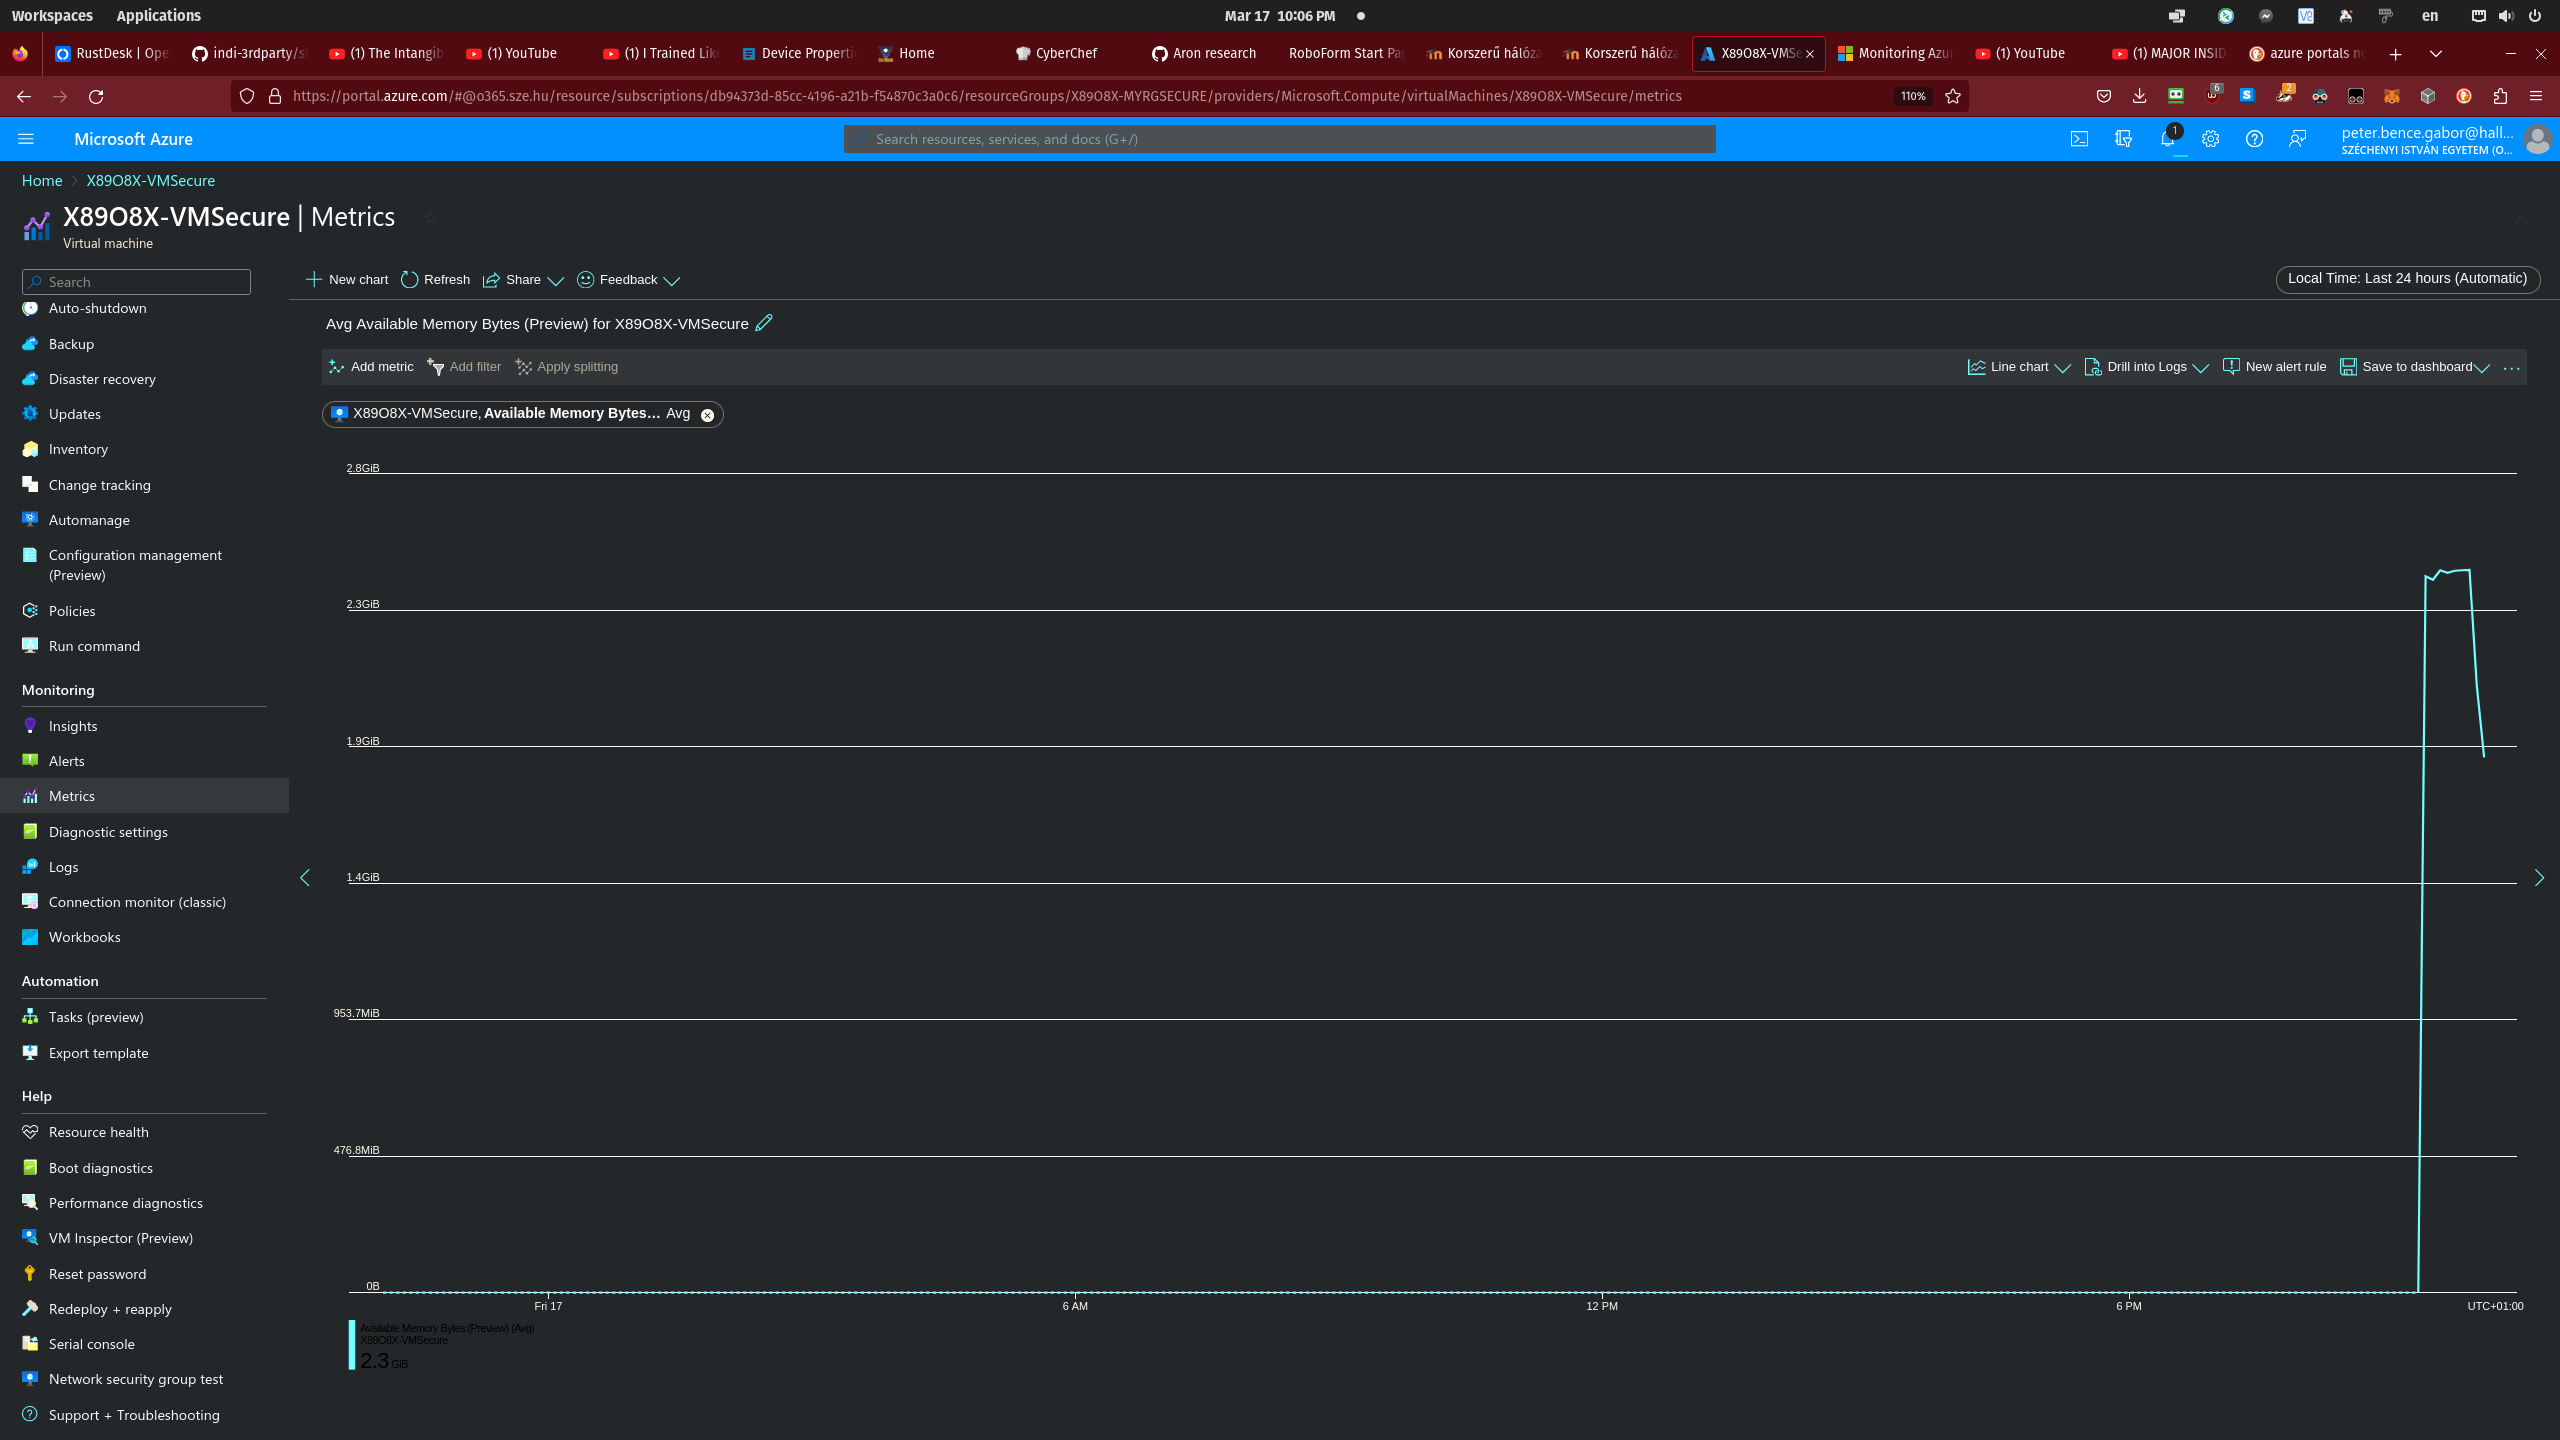 Workspaces Applications Mar 17 10:06 PM en
RustDesk | Ope indi-3rdparty/s (1) The Intangib (1) YouTube (1) I Trained Like Device Propertie Home CyberChef Aron research RoboForm Start Pag Korszerű hálóza Korszerű hálóza X89O8X-VMSe Monitoring Azur (1) YouTube (1) MAJOR INSID azure portals ne
https://portal.azure.com/#@o365.sze.hu/resource/subscriptions/db94373d-85cc-4196-a21b-f54870c3a0c6/resourceGroups/X89O8X-MYRGSECURE/providers/Microsoft.Compute/virtualMachines/X89O8X-VMSecure/metrics 110% 6 2
Microsoft Azure Search resources, services, and docs (G+/) 1 peter.bence.gabor@hall...
SZÉCHENYI ISTVÁN EGYETEM (O...
Home X89O8X-VMSecure
X89O8X-VMSecure | Metrics
Virtual machine
Search
Auto-shutdown
Backup
Disaster recovery
Updates
Inventory
Change tracking
Automanage
Configuration management
(Preview)
Policies
Run command
Monitoring
Insights
Alerts
Metrics
Diagnostic settings
Logs
Connection monitor (classic)
Workbooks
Automation
Tasks (preview)
Export template
Help
Resource health
Boot diagnostics
Performance diagnostics
VM Inspector (Preview)
Reset password
Redeploy + reapply
Serial console
Network security group test
Support + Troubleshooting
New chart Refresh Share Feedback Local Time: Last 24 hours (Automatic)
Avg Available Memory Bytes (Preview) for X89O8X-VMSecure
Add metric Add filter Apply splitting Line chart Drill into Logs New alert rule Save to dashboard ...
X89O8X-VMSecure, Available Memory Bytes… Avg
2.8GiB
2.3GiB
1.9GiB
1.4GiB
953.7MiB
476.8MiB
0B
Fri 17 6 AM 12 PM 6 PM UTC+01:00
Available Memory Bytes (Preview) (Avg)
X89O8X-VMSecure
2.3 GiB